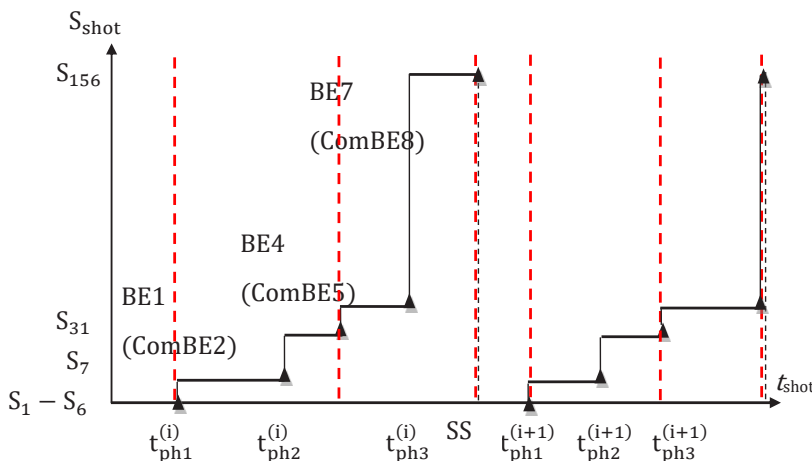 S_shot
S_156
BE7
(ComBE8)
BE4
(ComBE5)
BE1
(ComBE2)
S_31
S_7
S_1 − S_6
t_shot
t_ph1^(i) t_ph2^(i) t_ph3^(i) SS t_ph1^(i+1) t_ph2^(i+1) t_ph3^(i+1)